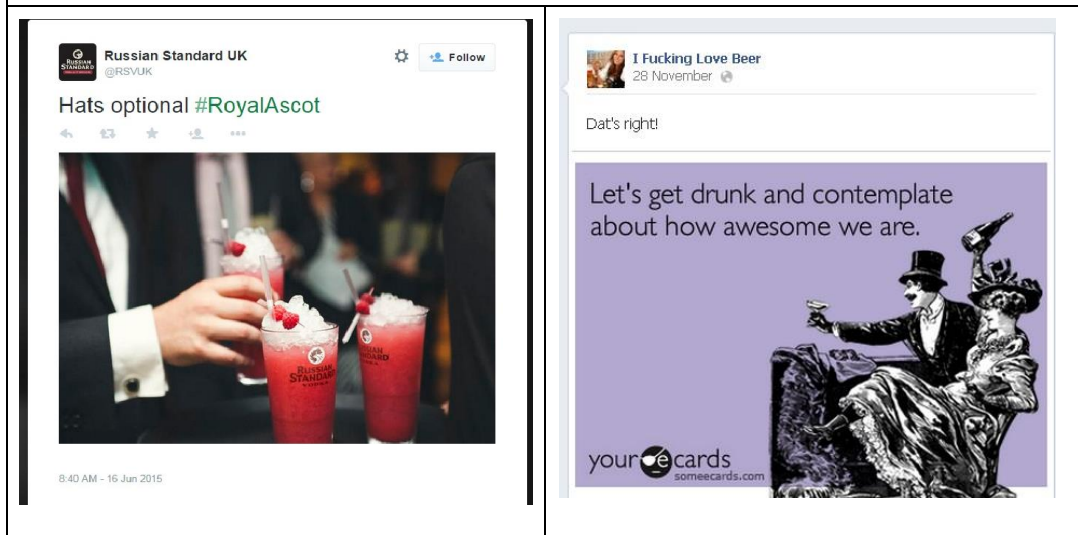 Russian Standard UK
@RSVUK
Follow
Hats optional #RoyalAscot
RUSSIAN
STANDARD
VODKA
8:40 AM - 16 Jun 2015
I Fucking Love Beer
28 November
Dat's right!
Let's get drunk and contemplate
about how awesome we are.
your e cards
someecards.com